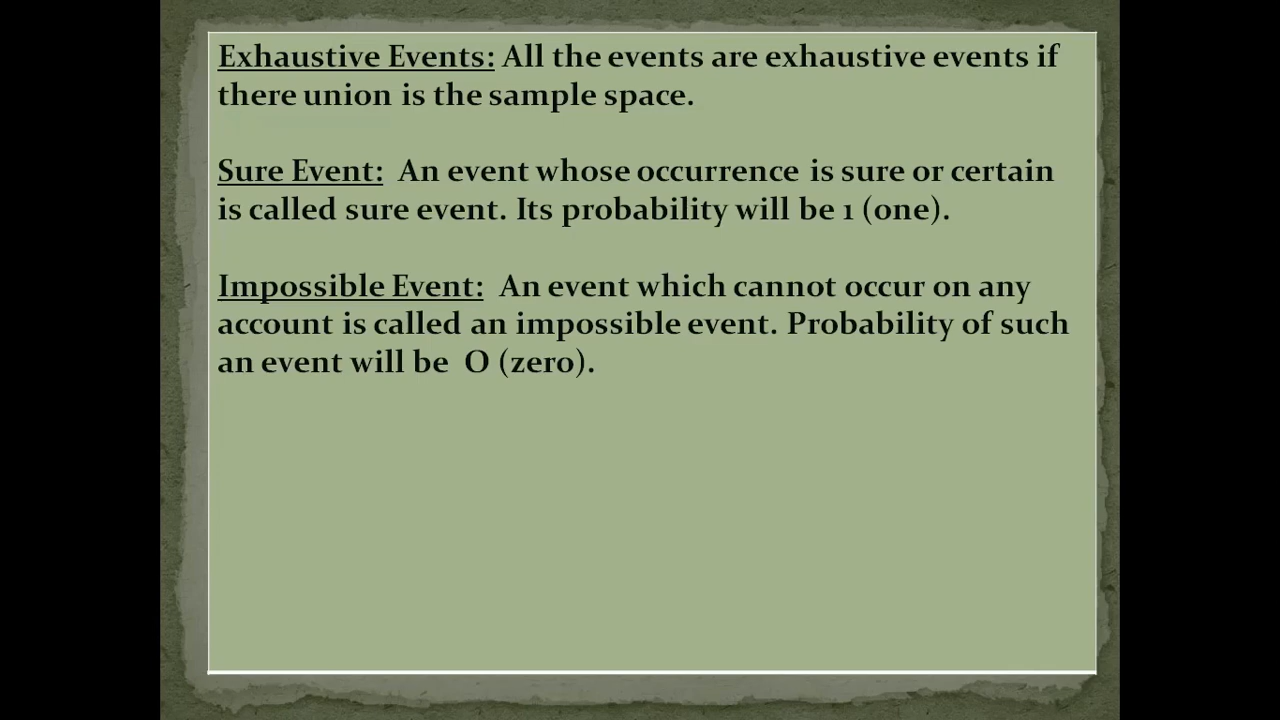 Exhaustive Events: All the events are exhaustive events if
there union is the sample space.
Sure Event: An event whose occurrence is sure or certain
is called sure event. Its probability will be 1 (one).
Impossible Event: An event which cannot occur on any
account is called an impossible event. Probability of such
an event will be O (zero).